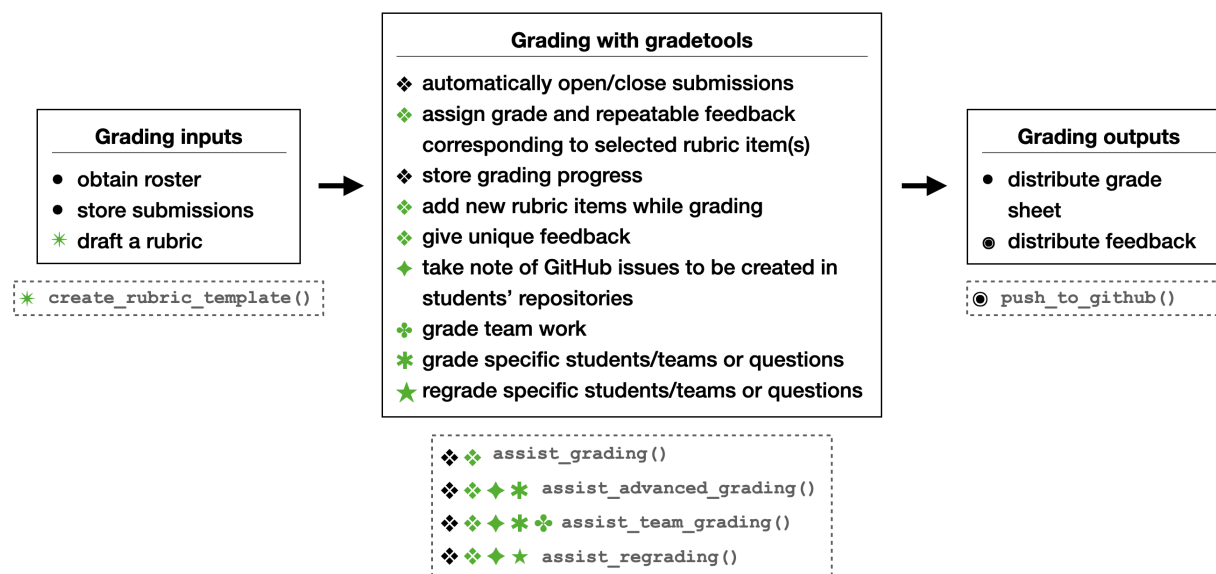 Grading inputs
● obtain roster
● store submissions
✴ draft a rubric
✴ create_rubric_template()
Grading with gradetools
❖ automatically open/close submissions
❖ assign grade and repeatable feedback
corresponding to selected rubric item(s)
❖ store grading progress
❖ add new rubric items while grading
❖ give unique feedback
✦ take note of GitHub issues to be created in
students’ repositories
✤ grade team work
✱ grade specific students/teams or questions
★ regrade specific students/teams or questions
❖ ❖ assist_grading()
❖ ❖ ✦ ✱ assist_advanced_grading()
❖ ❖ ✦ ✱ ✤ assist_team_grading()
❖ ❖ ✦ ★ assist_regrading()
Grading outputs
● distribute grade
sheet
◉ distribute feedback
◉ push_to_github()